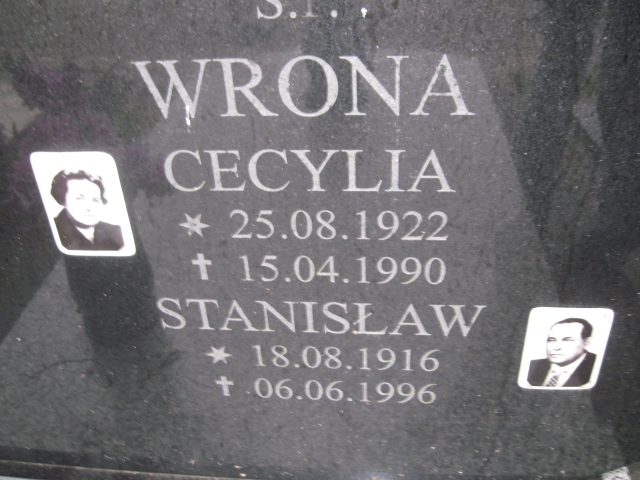 WRONA
CECYLIA
* 25.08.1922
† 15.04.1990
STANISŁAW
* 18.08.1916
† 06.06.1996